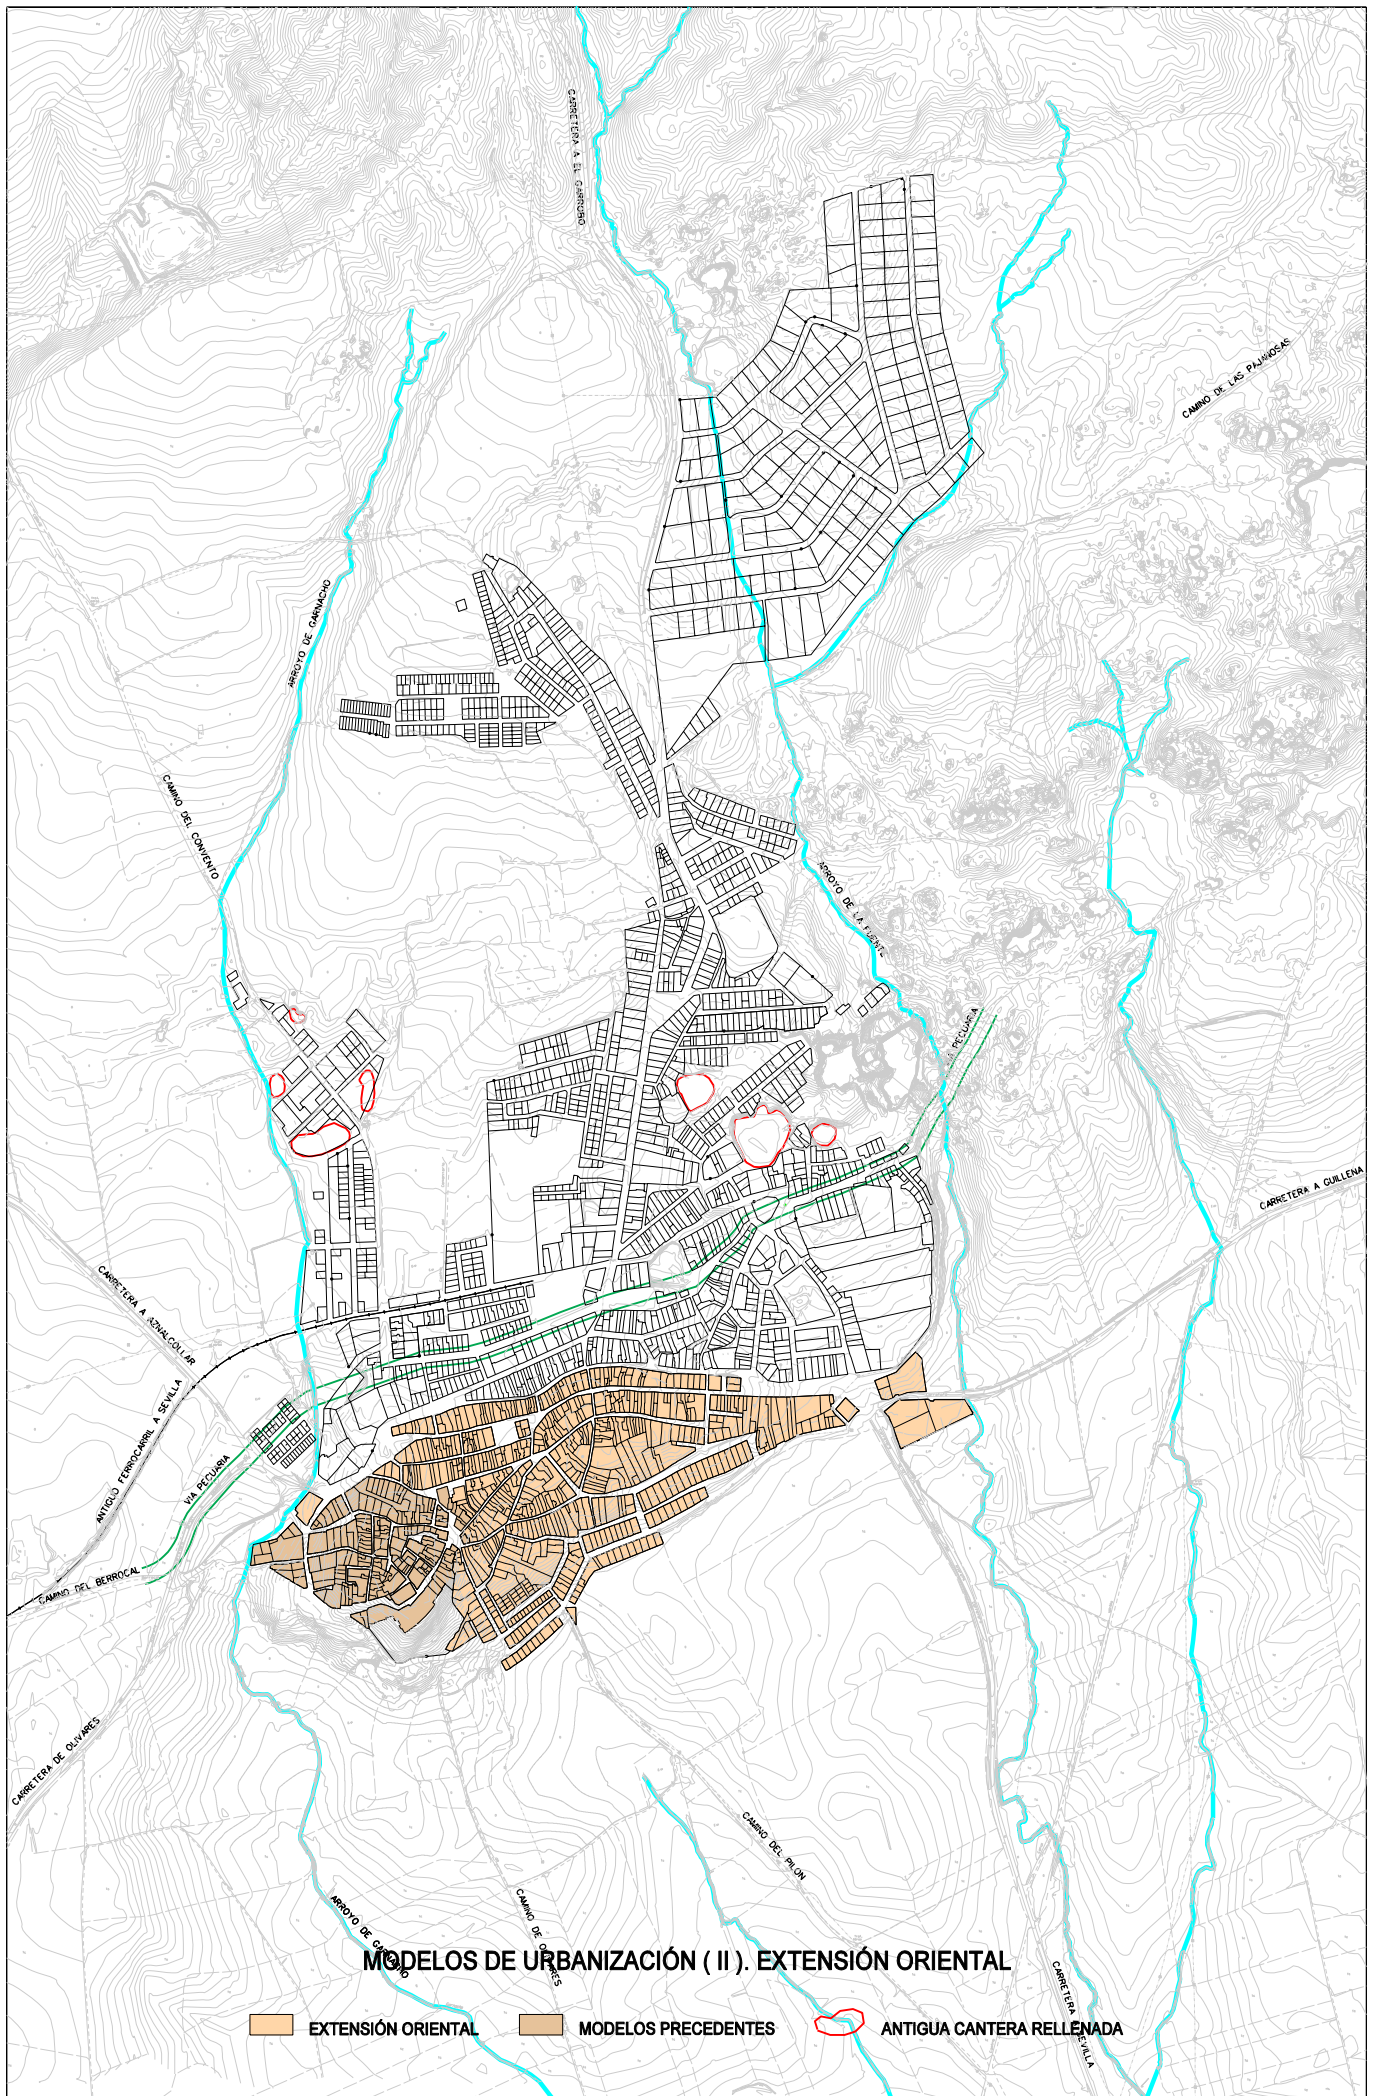 CARRETERA A EL GARROBO
CAMINO DE LAS PAJANOSAS
ARROYO DE GARNACHO
CAMINO DEL CONVENTO
ARROYO DE LA FUENTE
VIA PECUARIA
CARRETERA A GUILLENA
CARRETERA A AZNALCOLLAR
ANTIGUO FERROCARRIL A SEVILLA
VIA PECUARIA
CAMINO DEL BERROCAL
CARRETERA DE OLIVARES
CAMINO DEL PILON
ARROYO DE GARNACHO
CAMINO DE OLIVARES
CARRETERA A SEVILLA
MODELOS DE URBANIZACIÓN ( II ). EXTENSIÓN ORIENTAL
EXTENSIÓN ORIENTAL
MODELOS PRECEDENTES
ANTIGUA CANTERA RELLENADA